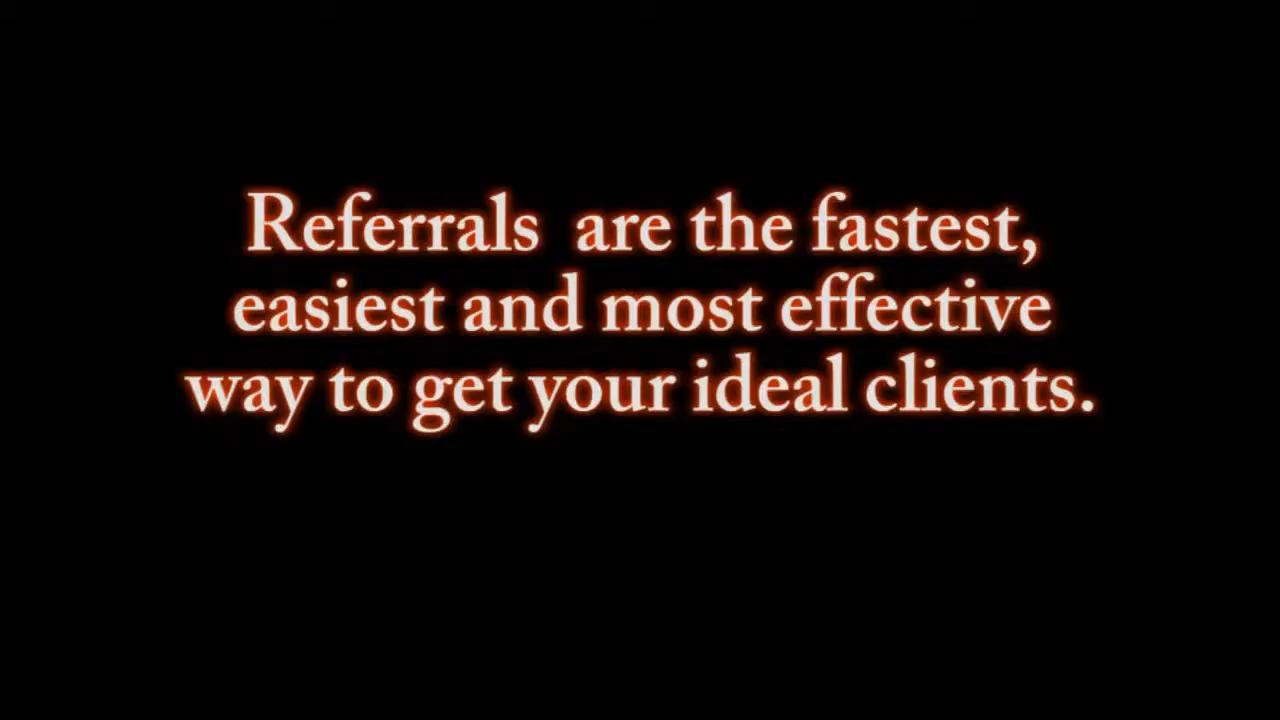 Referrals  are the fastest,
easiest and most effective
way to get your ideal clients.